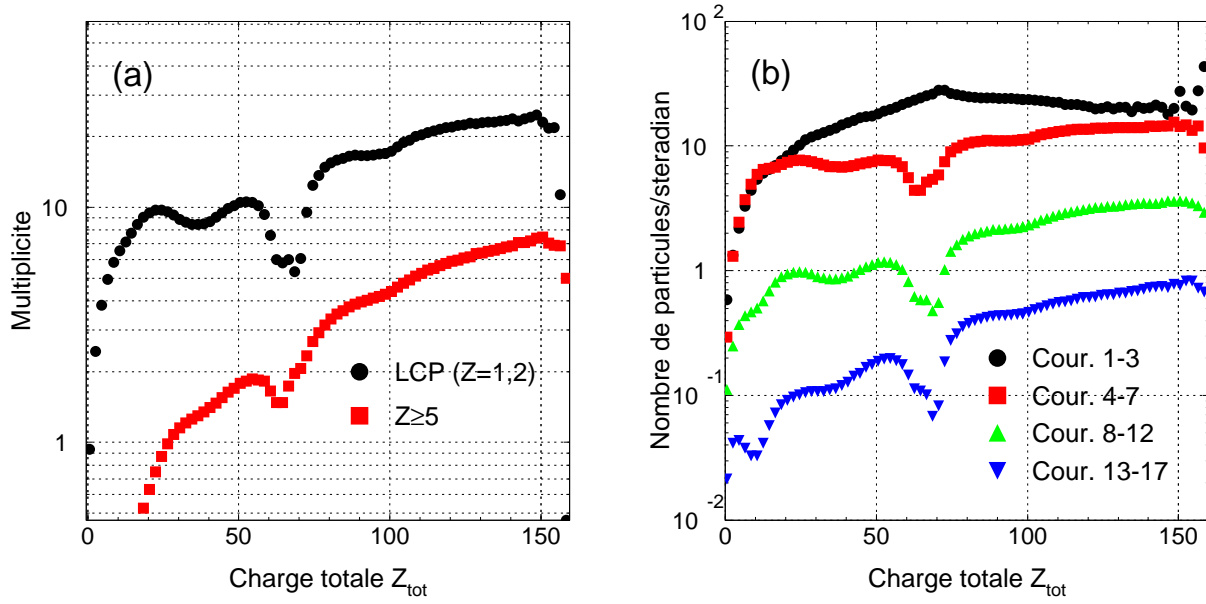 (a)
Multiplicite
10
1
LCP (Z=1,2)
Z≥5
0 50 100 150
Charge totale Z_tot
(b)
Nombre de particules/steradian
10²
10
1
10⁻¹
10⁻²
Cour. 1-3
Cour. 4-7
Cour. 8-12
Cour. 13-17
0 50 100 150
Charge totale Z_tot